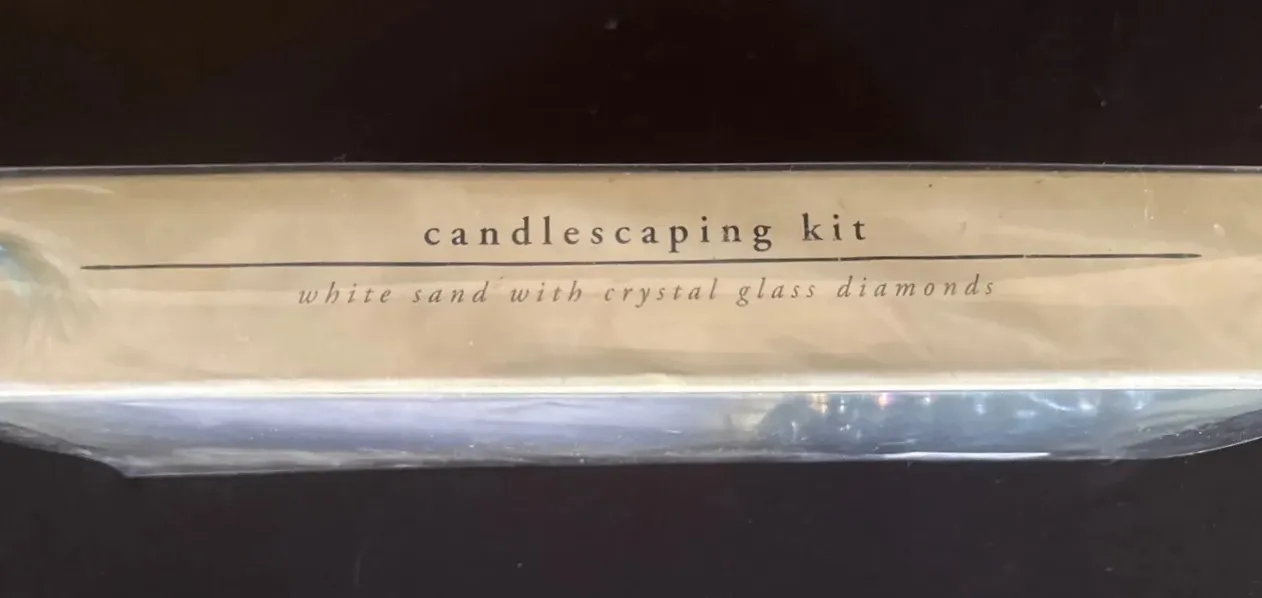 candlescaping kit
white sand with crystal glass diamonds